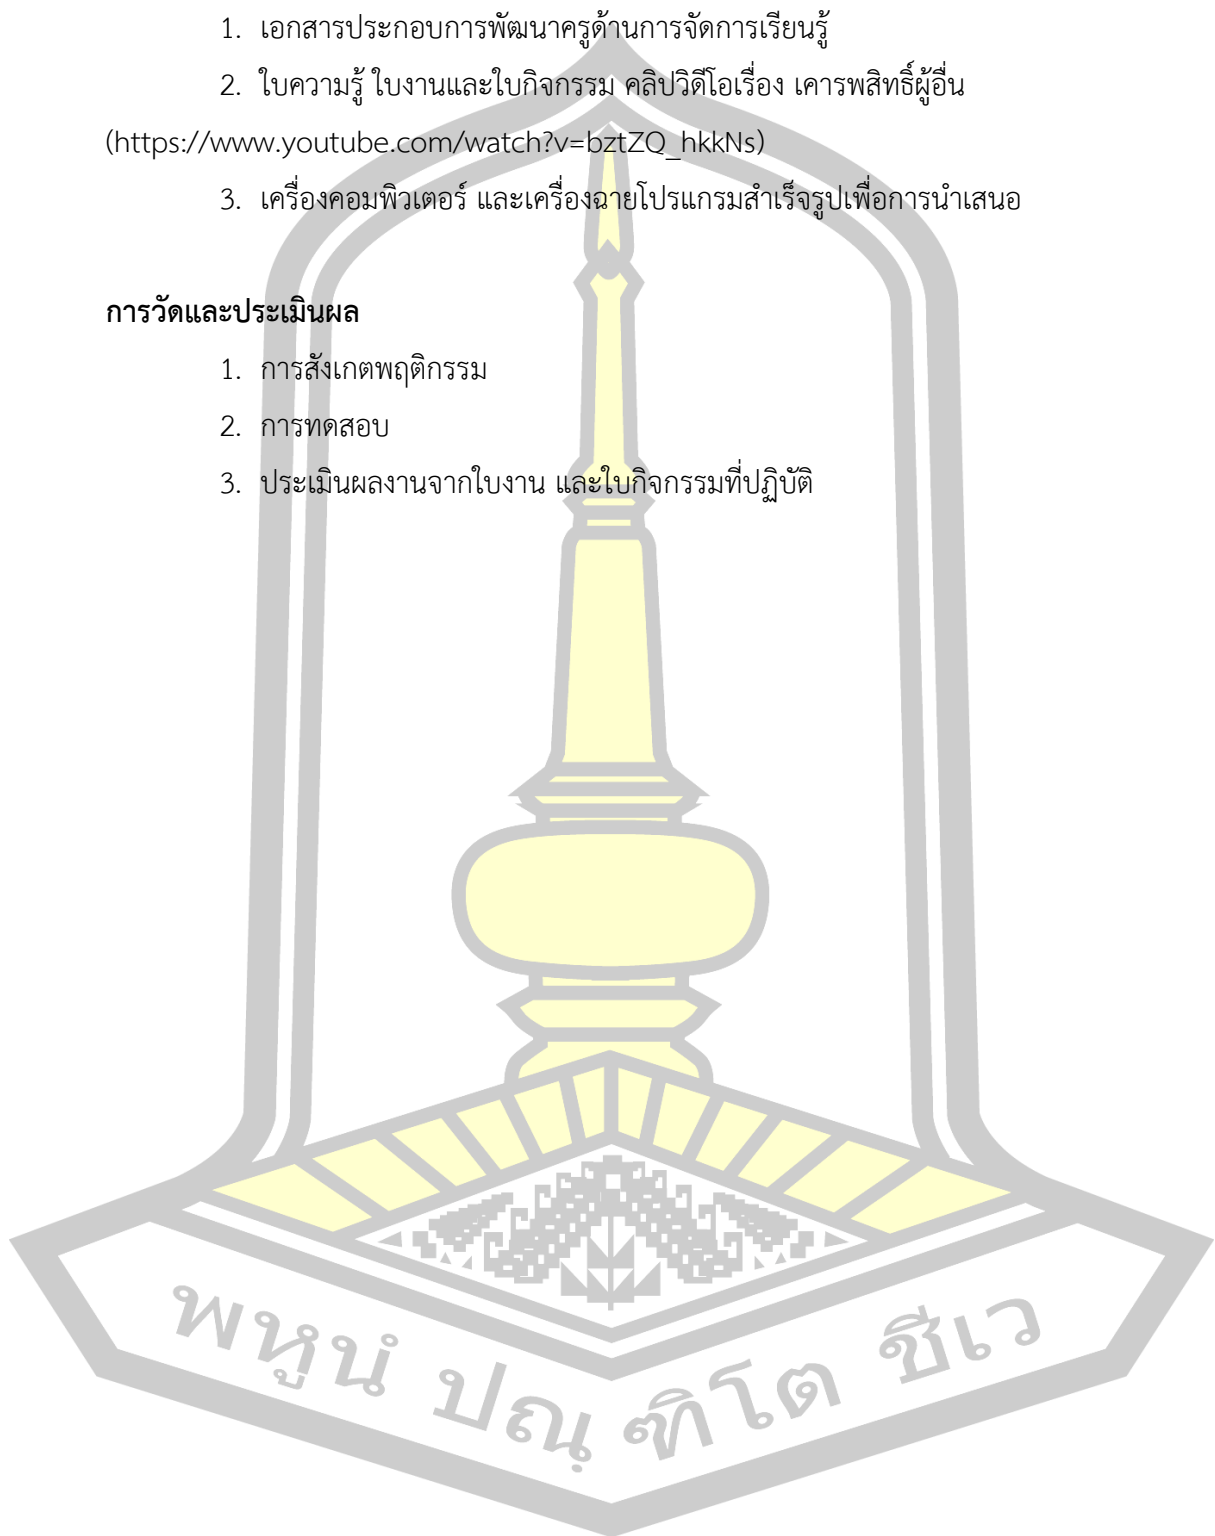 1. เอกสารประกอบการพัฒนาครูด้านการจัดการเรียนรู้
2. ใบความรู้ ใบงานและใบกิจกรรม คลิปวิดีโอเรื่อง เคารพสิทธิ์ผู้อื่น
(https://www.youtube.com/watch?v=bztZQ_hkkNs)
3. เครื่องคอมพิวเตอร์ และเครื่องฉายโปรแกรมสำเร็จรูปเพื่อการนำเสนอ
การวัดและประเมินผล
1. การสังเกตพฤติกรรม
2. การทดสอบ
3. ประเมินผลงานจากใบงาน และใบกิจกรรมที่ปฏิบัติ
พหูนํ ปณฺฑิโต ชีเว